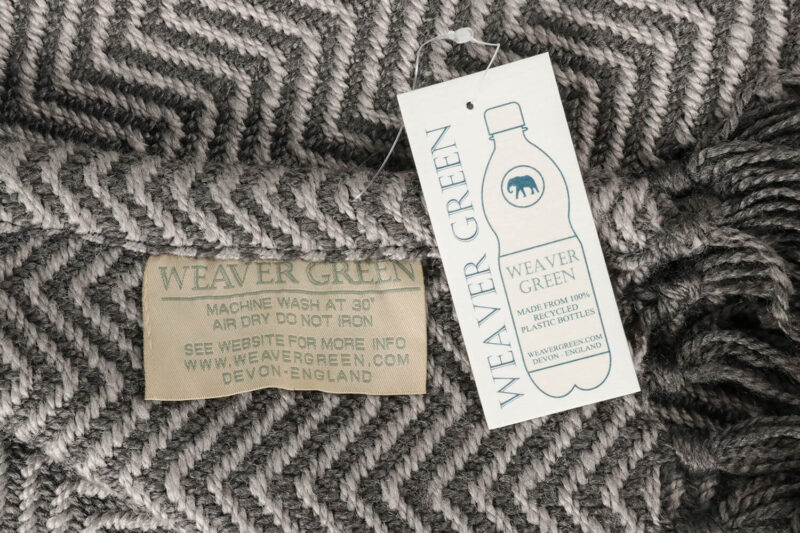 WEAVER GREEN
MACHINE WASH AT 30°
AIR DRY DO NOT IRON
SEE WEBSITE FOR MORE INFO
WWW.WEAVERGREEN.COM
DEVON-ENGLAND
WEAVER GREEN
WEAVER
GREEN
MADE FROM 100%
RECYCLED
PLASTIC BOTTLES
WEAVERGREEN.COM
DEVON - ENGLAND